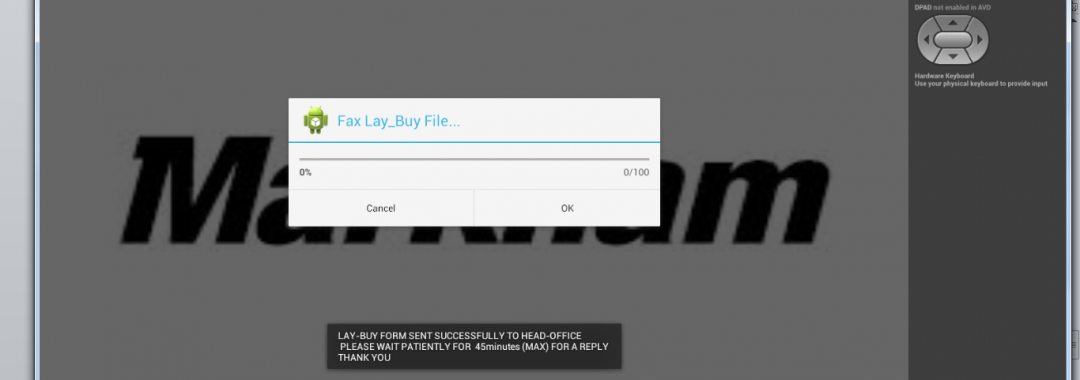 DPAD not enabled in AVD
Hardware Keyboard
Use your physical keyboard to provide input
Fax Lay_Buy File...
0% 0/100
Cancel OK
Markham
LAY-BUY FORM SENT SUCCESSFULLY TO HEAD-OFFICE
PLEASE WAIT PATIENTLY FOR 45minutes (MAX) FOR A REPLY
THANK YOU